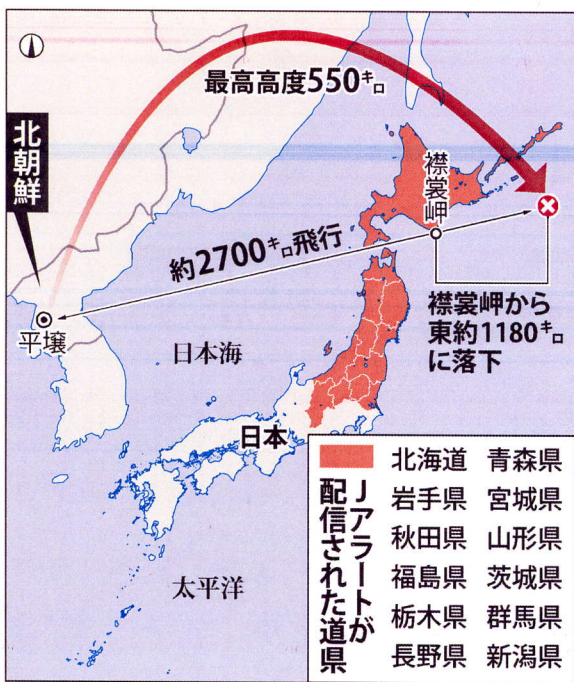 最高高度550㌔
北朝鮮
襟裳岬
約2700㌔飛行
平壌
襟裳岬から
東約1180㌔
に落下
日本海
日本
太平洋
Jアラートが
配信された道県
北海道 青森県
岩手県 宮城県
秋田県 山形県
福島県 茨城県
栃木県 群馬県
長野県 新潟県